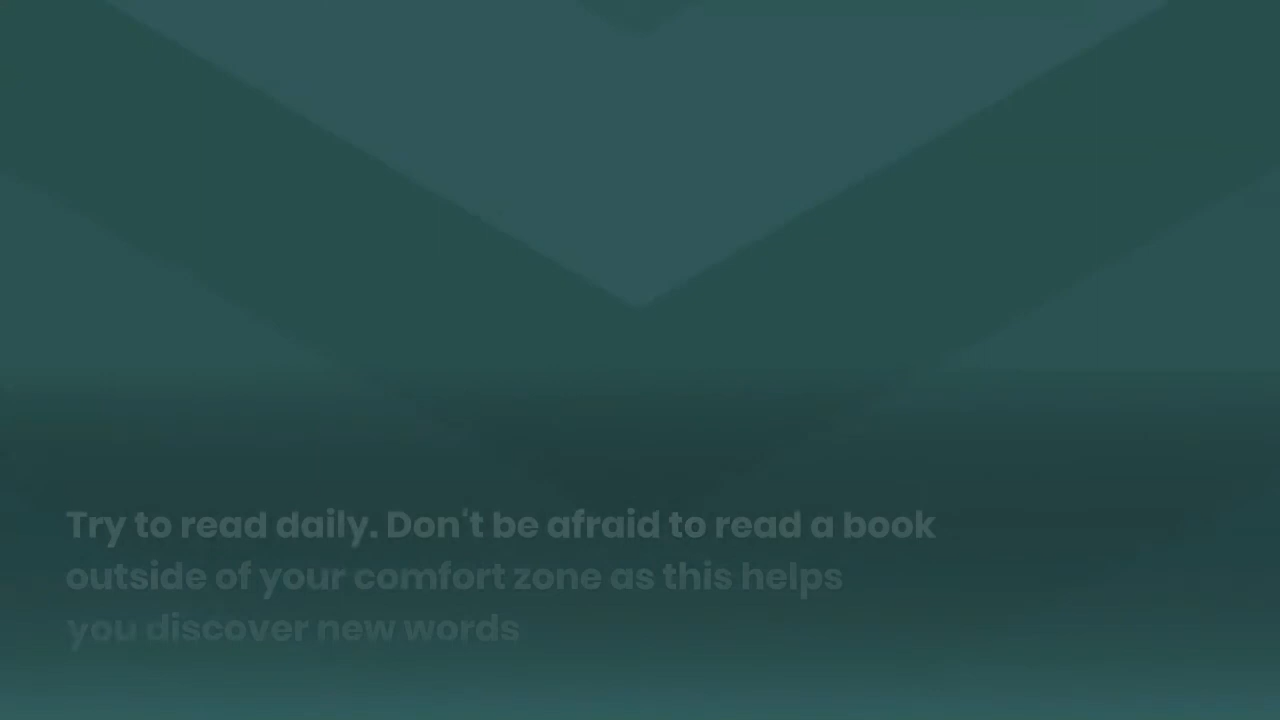 Try to read daily. Don't be afraid to read a book
outside of your comfort zone as this helps
you discover new words